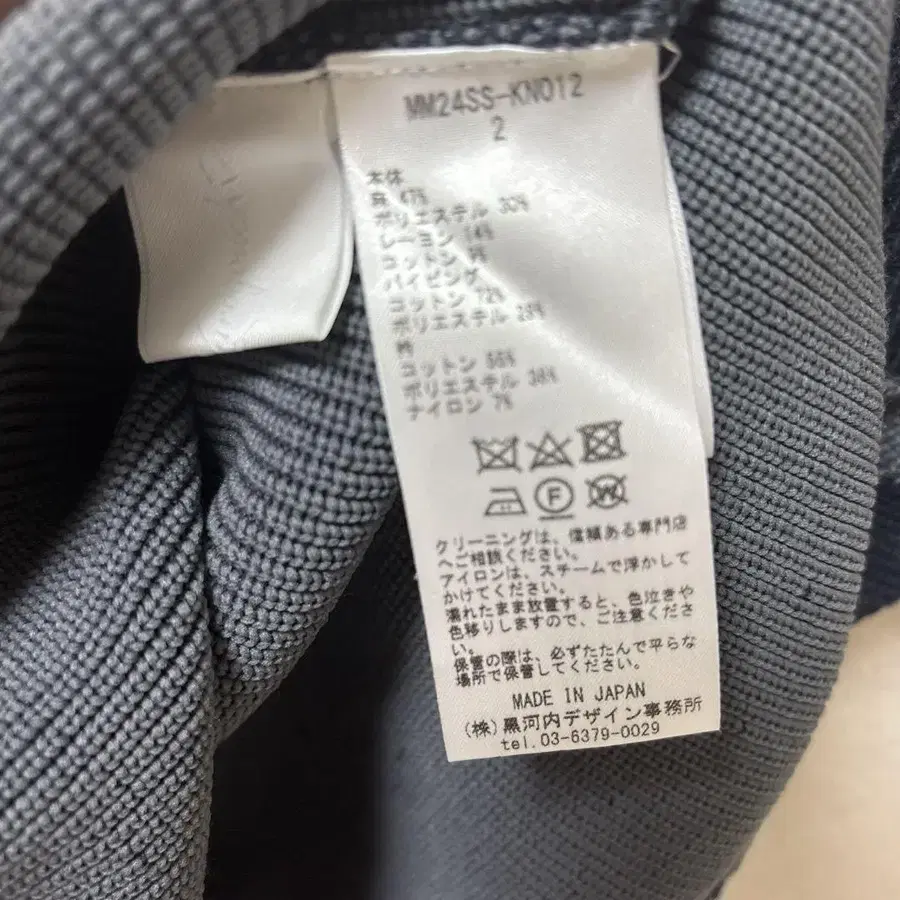 MM24SS-KN012
2
本体
ポリエステル
レーヨン 14%
コットン
パイピング
コットン 72%
ポリエステル 28%
衿
コットン
ポリエステル
ナイロン 7%
F
W
クリーニングは、信頼ある専門店
へご相談ください。
アイロンは、スチームで浮かして
かけてください。
濡れたまま放置すると、色泣きや
色移りしますので、ご注意くださ
い。
保管の際は、必ずたたんで平らな
場所で保管してください。
MADE IN JAPAN
(株)黒河内デザイン事務所
tel.03-6379-0029